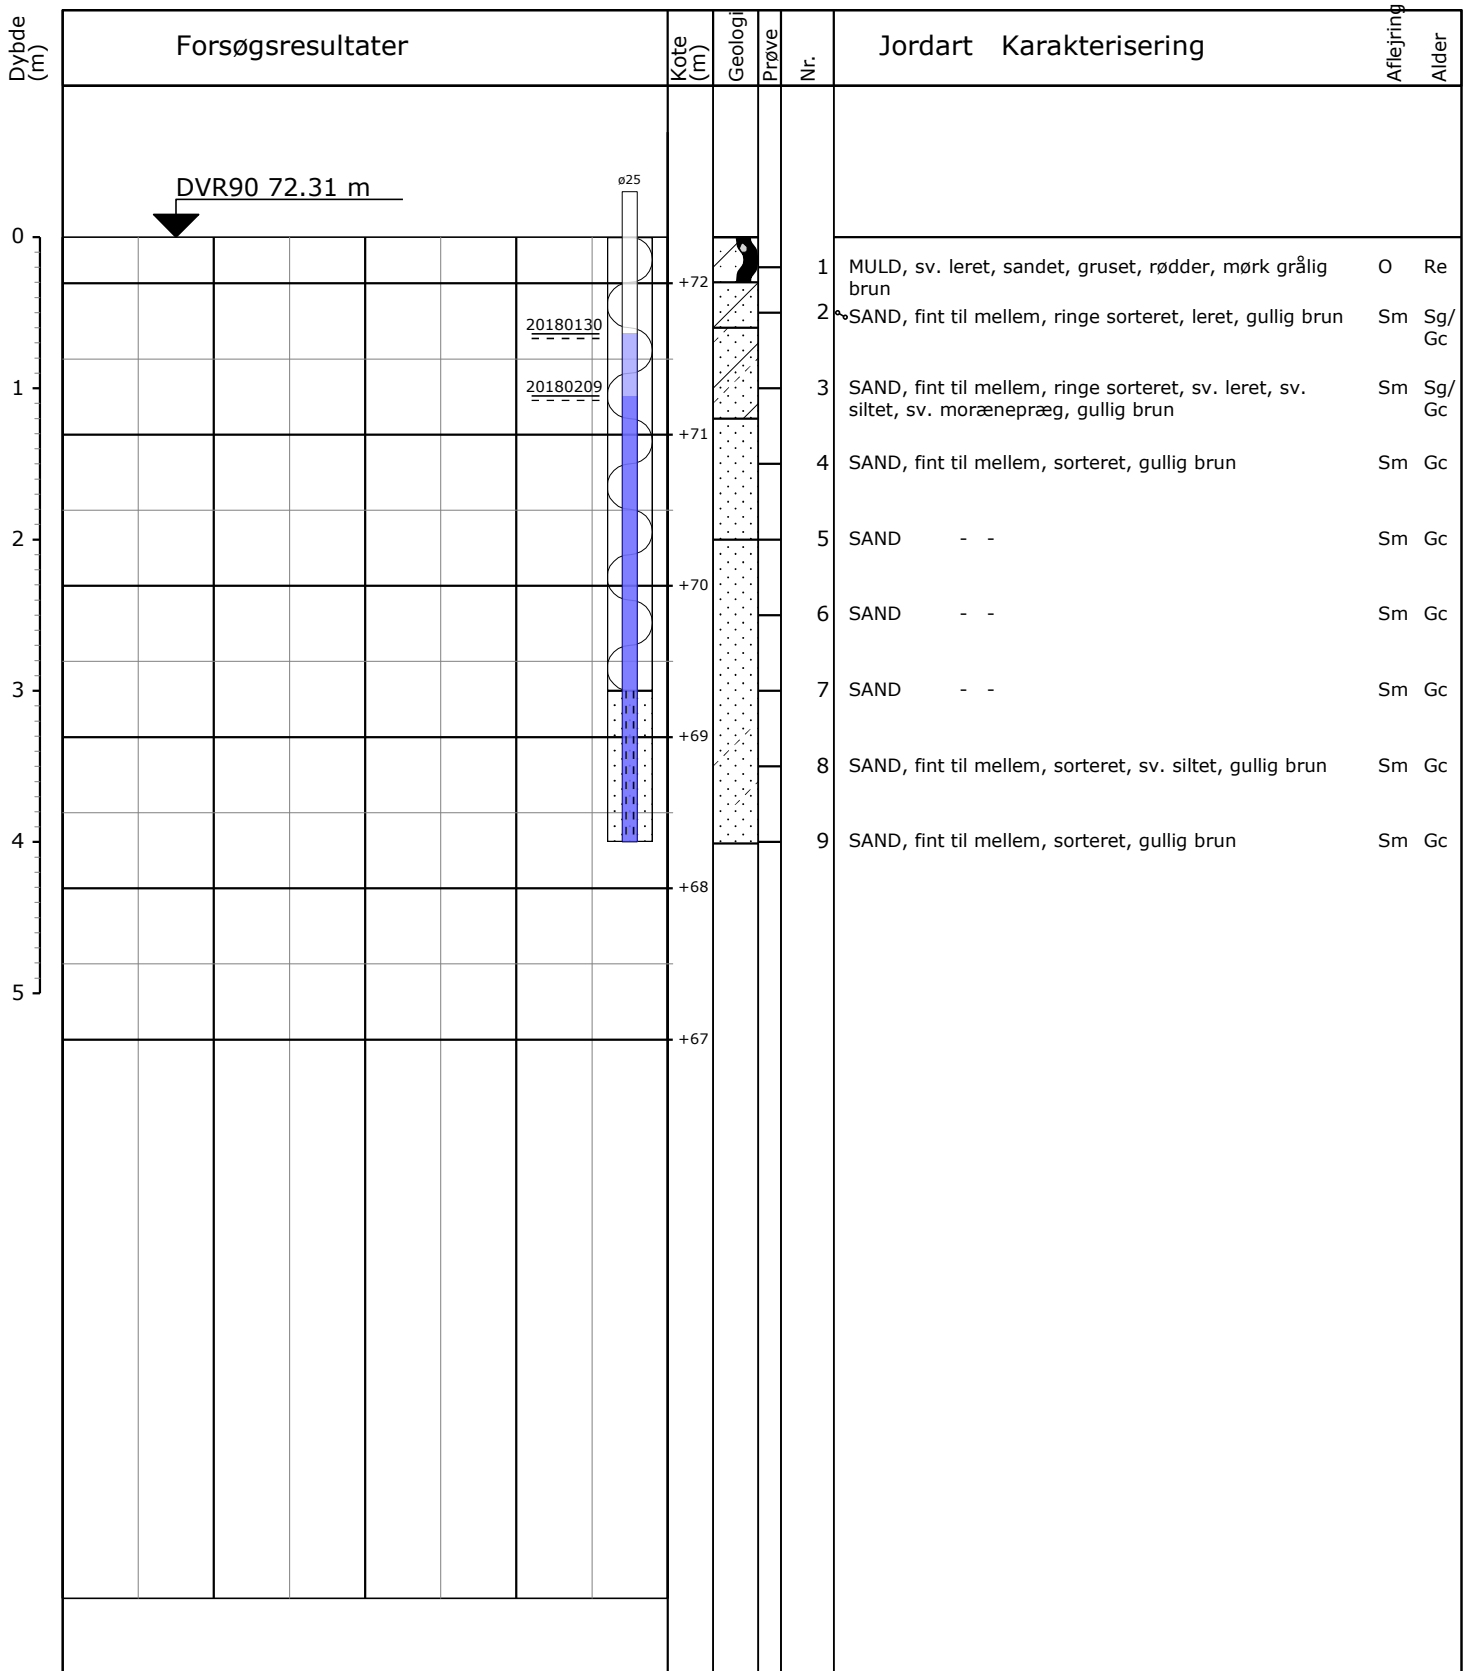 Dybde
(m)
Forsøgsresultater
Kote
(m)
Geologi
Prøve
Nr.
Jordart Karakterisering
Aflejring
Alder
DVR90 72.31 m
ø25
0
1 MULD, sv. leret, sandet, gruset, rødder, mørk grålig O Re
brun
+72
2 SAND, fint til mellem, ringe sorteret, leret, gullig brun Sm Sg/
Gc
20180130
1
20180209
3 SAND, fint til mellem, ringe sorteret, sv. leret, sv. Sm Sg/
siltet, sv. morænepræg, gullig brun Gc
+71
4 SAND, fint til mellem, sorteret, gullig brun Sm Gc
2
5 SAND - - Sm Gc
+70
6 SAND - - Sm Gc
3
7 SAND - - Sm Gc
+69
8 SAND, fint til mellem, sorteret, sv. siltet, gullig brun Sm Gc
4
9 SAND, fint til mellem, sorteret, gullig brun Sm Gc
+68
5
+67